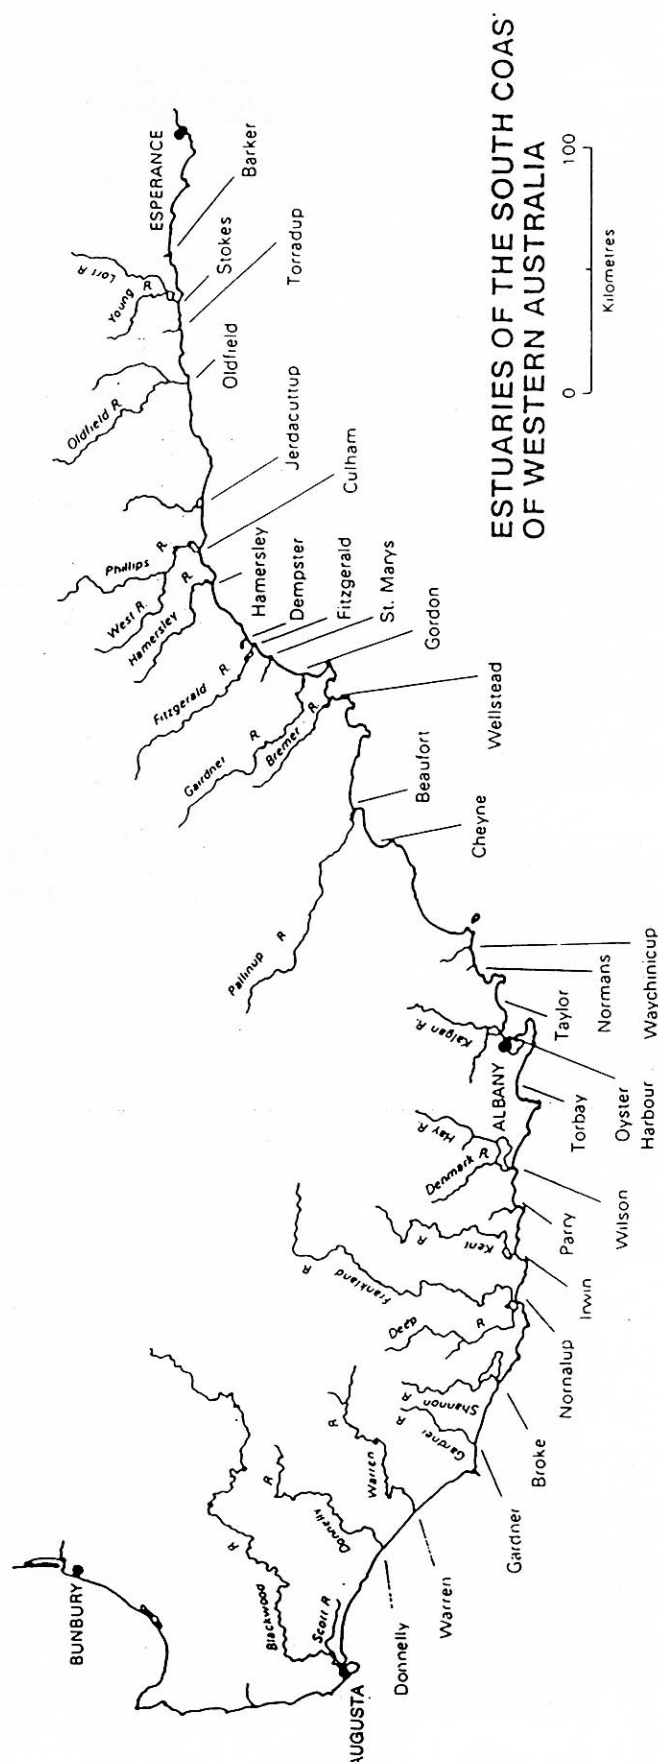 ESTUARIES OF THE SOUTH COAS
OF WESTERN AUSTRALIA
0
100
Kilometres
BUNBURY
AUGUSTA
ALBANY
ESPERANCE
Blackwood
R
Scott R
Donnelly
R
Warren
R
Gardner
R
Shannon
R
Deep
R
Frankland
R
Kent
R
Denmark R
Hay R.
Kalgan R.
Pallinup R
Gairdner R.
Bremer R.
Fitzgerald R
Hamersley R
West R.
Phillips R
Oldfield R.
Young R
Lort R
Donnelly
Warren
Gardner
Broke
Nornalup
Irwin
Parry
Wilson
Torbay
Oyster
Harbour
Taylor
Normans
Waychinicup
Cheyne
Beaufort
Wellstead
Gordon
St. Marys
Fitzgerald
Dempster
Hamersley
Culham
Jerdacuttup
Oldfield
Torradup
Stokes
Barker